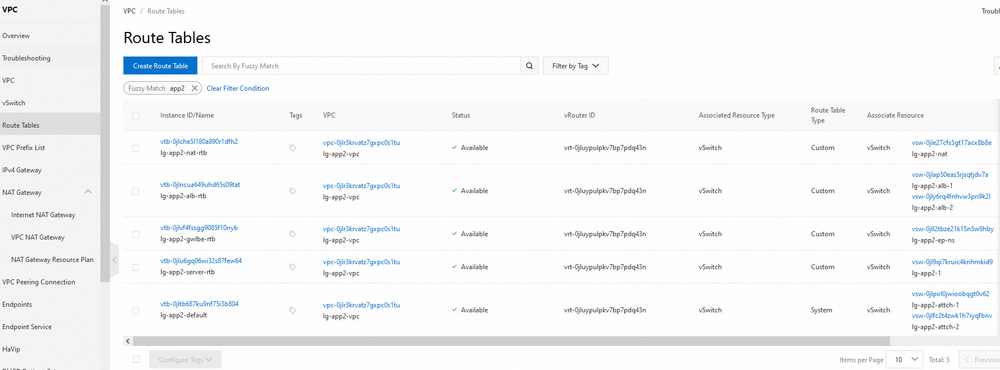 VPC
VPC / Route Tables
Troubl
Overview
Troubleshooting
VPC
vSwitch
Route Tables
VPC Prefix List
IPv4 Gateway
NAT Gateway
Internet NAT Gateway
VPC NAT Gateway
NAT Gateway Resource Plan
VPC Peering Connection
Endpoints
Endpoint Service
HaVip
Route Tables
Create Route Table
Search By Fuzzy Match
Filter by Tag
Fuzzy Match app2
Clear Filter Condition
Instance ID/Name Tags VPC Status vRouter ID Associated Resource Type Route Table Type Associate Resource
vtb-0jlche5l180a890r1dfh2 vpc-0jlr3krvatz7gxpc0s1tu Available vrt-0jluypulpkv7bp7pdq43n vSwitch Custom vSwitch vsw-0jle27cfs5gt17acx8b8e
lg-app2-nat-rtb lg-app2-vpc lg-app2-nat
vtb-0jlncua649uhd65s09tat vpc-0jlr3krvatz7gxpc0s1tu Available vrt-0jluypulpkv7bp7pdq43n vSwitch Custom vSwitch vsw-0jlap50eas5rjsqtjdv7a
lg-app2-alb-rtb lg-app2-vpc lg-app2-alb-1
vsw-0jly6rq4fnhvw3pri9k2l
lg-app2-alb-2
vtb-0jlvf4fssgg9085f10nyb vpc-0jlr3krvatz7gxpc0s1tu Available vrt-0jluypulpkv7bp7pdq43n vSwitch Custom vSwitch vsw-0jll2tbze21k15n5w9hby
lg-app2-gwlbe-rtb lg-app2-vpc lg-app2-ep-ns
vtb-0jlu6gq06wi32s87few64 vpc-0jlr3krvatz7gxpc0s1tu Available vrt-0jluypulpkv7bp7pdq43n vSwitch Custom vSwitch vsw-0jl9qi7kruic4knhmkid9
lg-app2-server-rtb lg-app2-vpc lg-app2-1
vtb-0jltb687ku9nf75i3b804 vpc-0jlr3krvatz7gxpc0s1tu Available vrt-0jluypulpkv7bp7pdq43n vSwitch System vSwitch vsw-0jlpirl0jwioobqgt0v62
lg-app2-default lg-app2-vpc lg-app2-attch-1
vsw-0jlfc2t4zwk1h7ryqfbnv
lg-app2-attch-2
Configure Tags
Items per Page 10 Total: 5 Previous